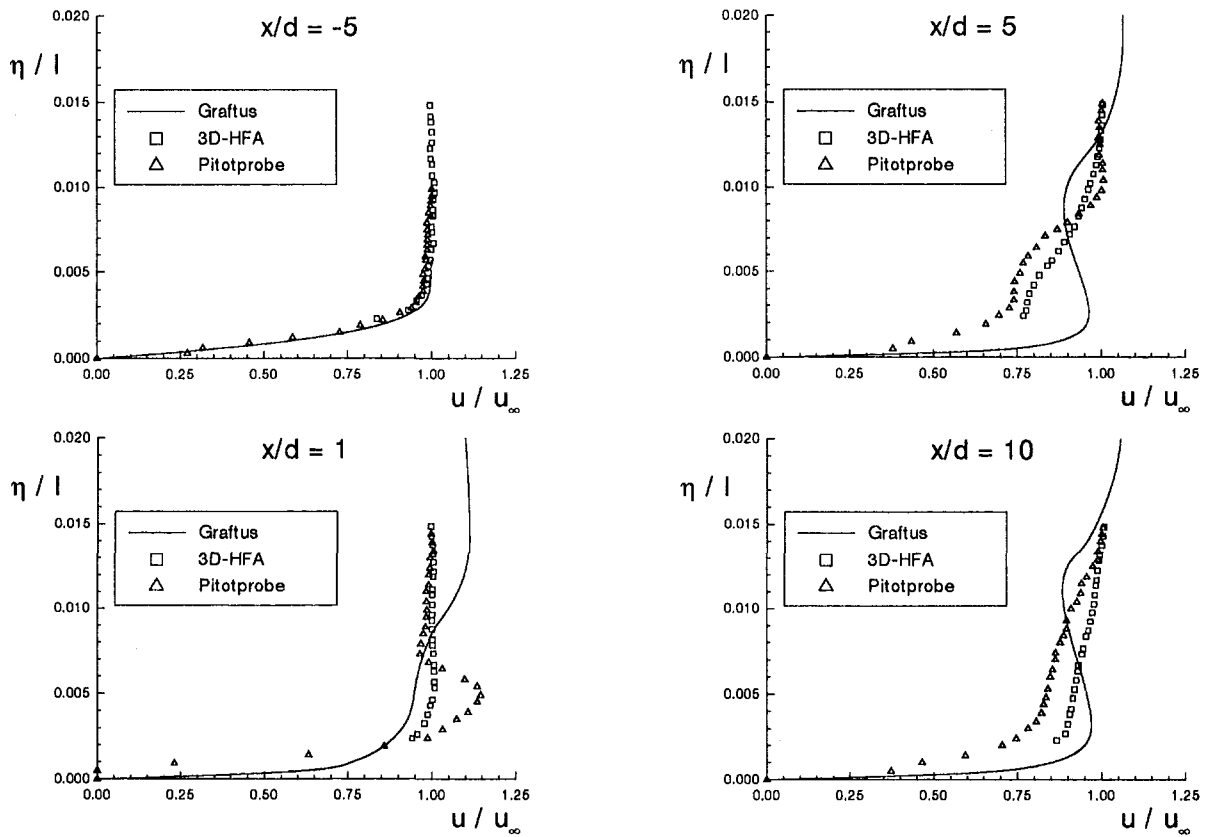 x/d = -5
η / l
0.020
0.015
0.010
0.005
0.000
Graftus
3D-HFA
Pitotprobe
0.00 0.25 0.50 0.75 1.00 1.25
u / u∞
x/d = 5
η / l
0.020
0.015
0.010
0.005
0.000
Graftus
3D-HFA
Pitotprobe
0.00 0.25 0.50 0.75 1.00 1.25
u / u∞
x/d = 1
η / l
0.020
0.015
0.010
0.005
0.000
Graftus
3D-HFA
Pitotprobe
0.00 0.25 0.50 0.75 1.00 1.25
u / u∞
x/d = 10
η / l
0.020
0.015
0.010
0.005
0.000
Graftus
3D-HFA
Pitotprobe
0.00 0.25 0.50 0.75 1.00 1.25
u / u∞